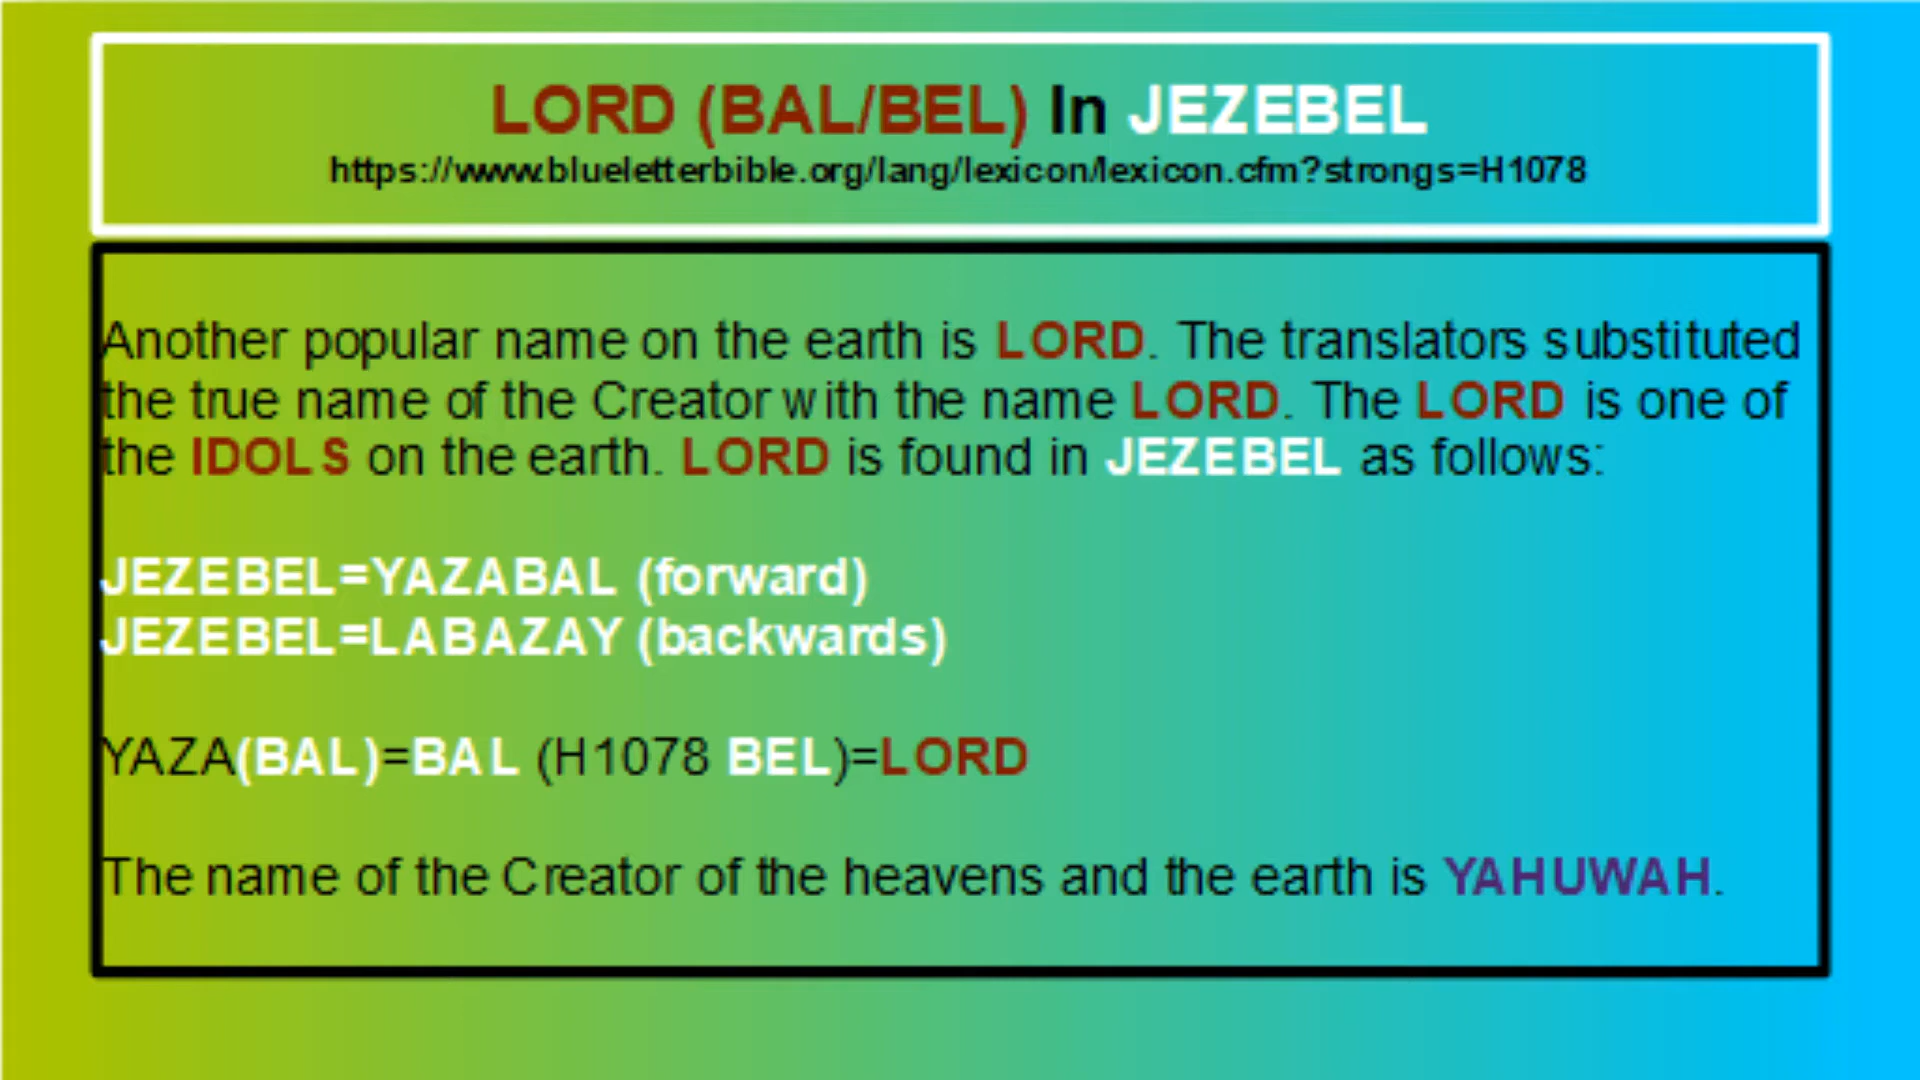 LORD (BAL/BEL) In JEZEBEL
https://www.blueletterbible.org/lang/lexicon/lexicon.cfm?strongs=H1078
Another popular name on the earth is LORD. The translators substituted
the true name of the Creator with the name LORD. The LORD is one of
the IDOLS on the earth. LORD is found in JEZEBEL as follows:
JEZEBEL=YAZABAL (forward)
JEZEBEL=LABAZAY (backwards)
YAZA(BAL)=BAL (H1078 BEL)=LORD
The name of the Creator of the heavens and the earth is YAHUWAH.